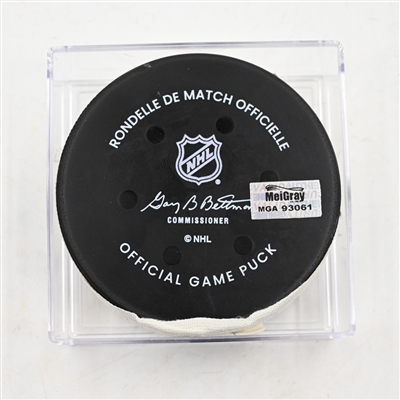 RONDELLE DE MATCH OFFICIELLE
NHL
Gary B Bettman
COMMISSIONER
MeiGray
MGA 93061
© NHL
OFFICIAL GAME PUCK